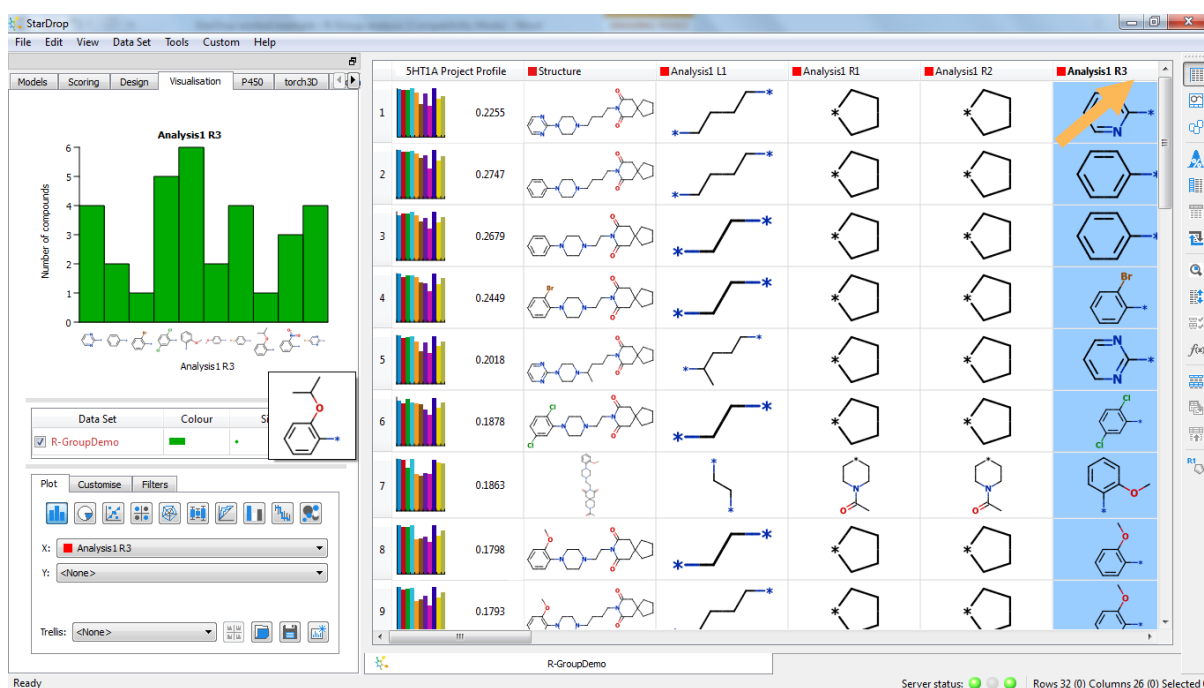 StarDrop
File Edit View Data Set Tools Custom Help
Models Scoring Design Visualisation P450 torch3D
Analysis1 R3
Number of compounds
6
5
4
3
2
1
0
Analysis1 R3
Data Set Colour
R-GroupDemo
Plot Customise Filters
X: Analysis1 R3
Y: <None>
Trellis: <None>
5HT1A Project Profile Structure Analysis1 L1 Analysis1 R1 Analysis1 R2 Analysis1 R3
1 0.2255
2 0.2747
3 0.2679
4 0.2449
5 0.2018
6 0.1878
7 0.1863
8 0.1798
9 0.1793
Br
N
Cl
O
R-GroupDemo
f(x)
R1
Ready
Server status: Rows 32 (0) Columns 26 (0) Selected